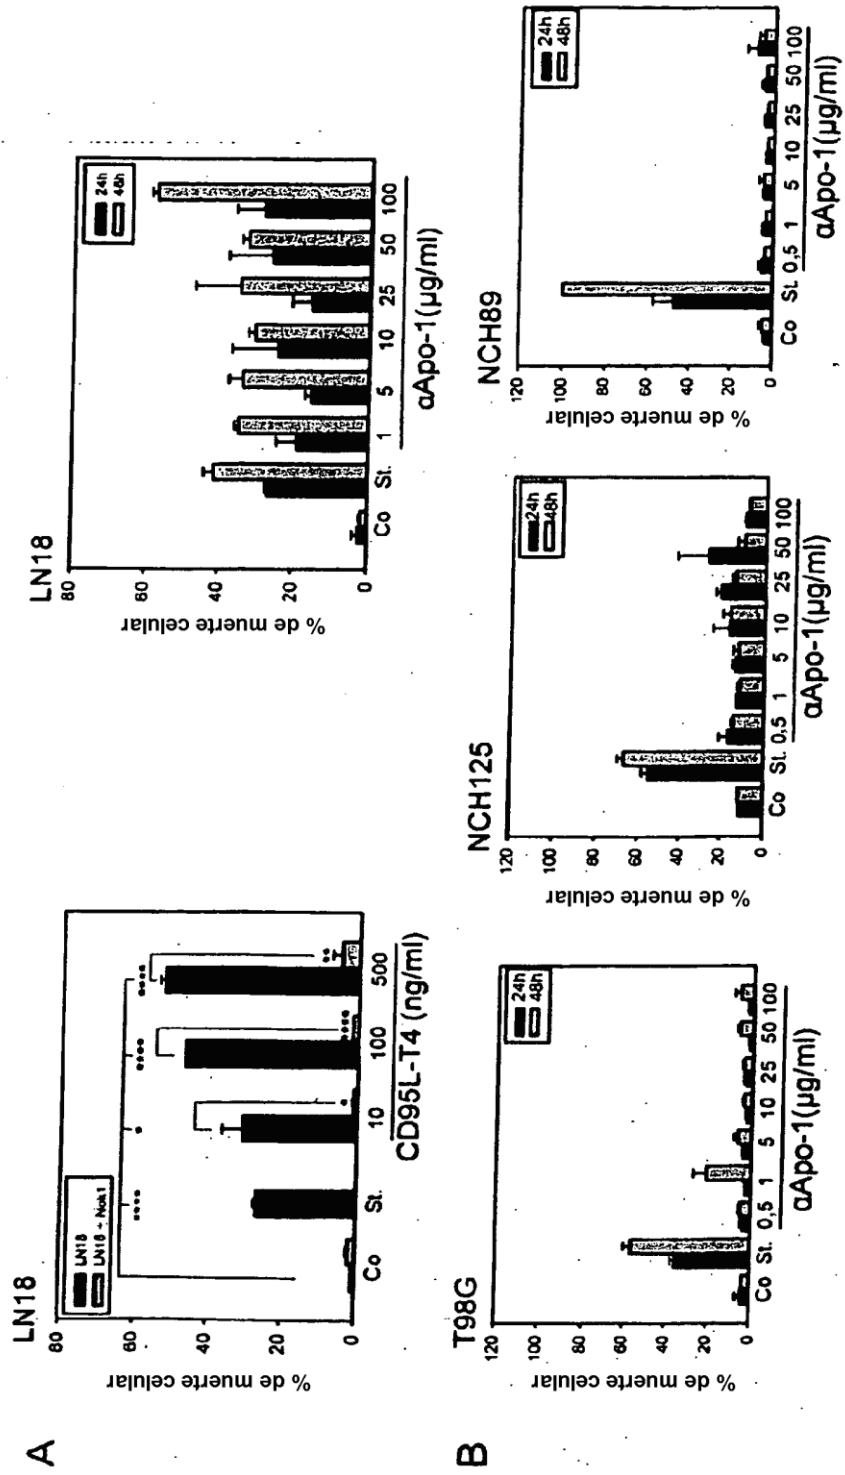 A
LN18
% de muerte celular
80
60
40
20
0
LN18
LN18 + Nok1
**** * **** ****
* **** **
Co St. 10 100 500
CD95L-T4 (ng/ml)
LN18
% de muerte celular
80
60
40
20
0
24h
48h
Co St. 1 5 10 25 50 100
αApo-1(µg/ml)
B
T98G
% de muerte celular
120
100
80
60
40
20
0
24h
48h
Co St. 0,5 1 5 10 25 50 100
αApo-1(µg/ml)
NCH125
% de muerte celular
120
100
80
60
40
20
0
24h
48h
Co St. 0,5 1 5 10 25 50 100
αApo-1(µg/ml)
NCH89
% de muerte celular
120
100
80
60
40
20
0
24h
48h
Co St. 0,5 1 5 10 25 50 100
αApo-1(µg/ml)